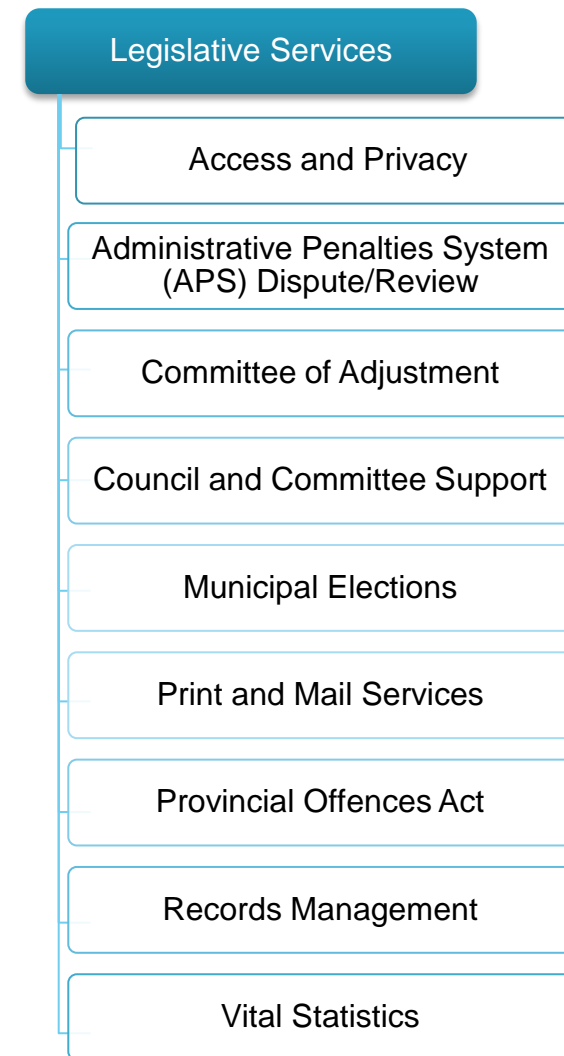 Legislative Services
Access and Privacy
Administrative Penalties System
(APS) Dispute/Review
Committee of Adjustment
Council and Committee Support
Municipal Elections
Print and Mail Services
Provincial Offences Act
Records Management
Vital Statistics